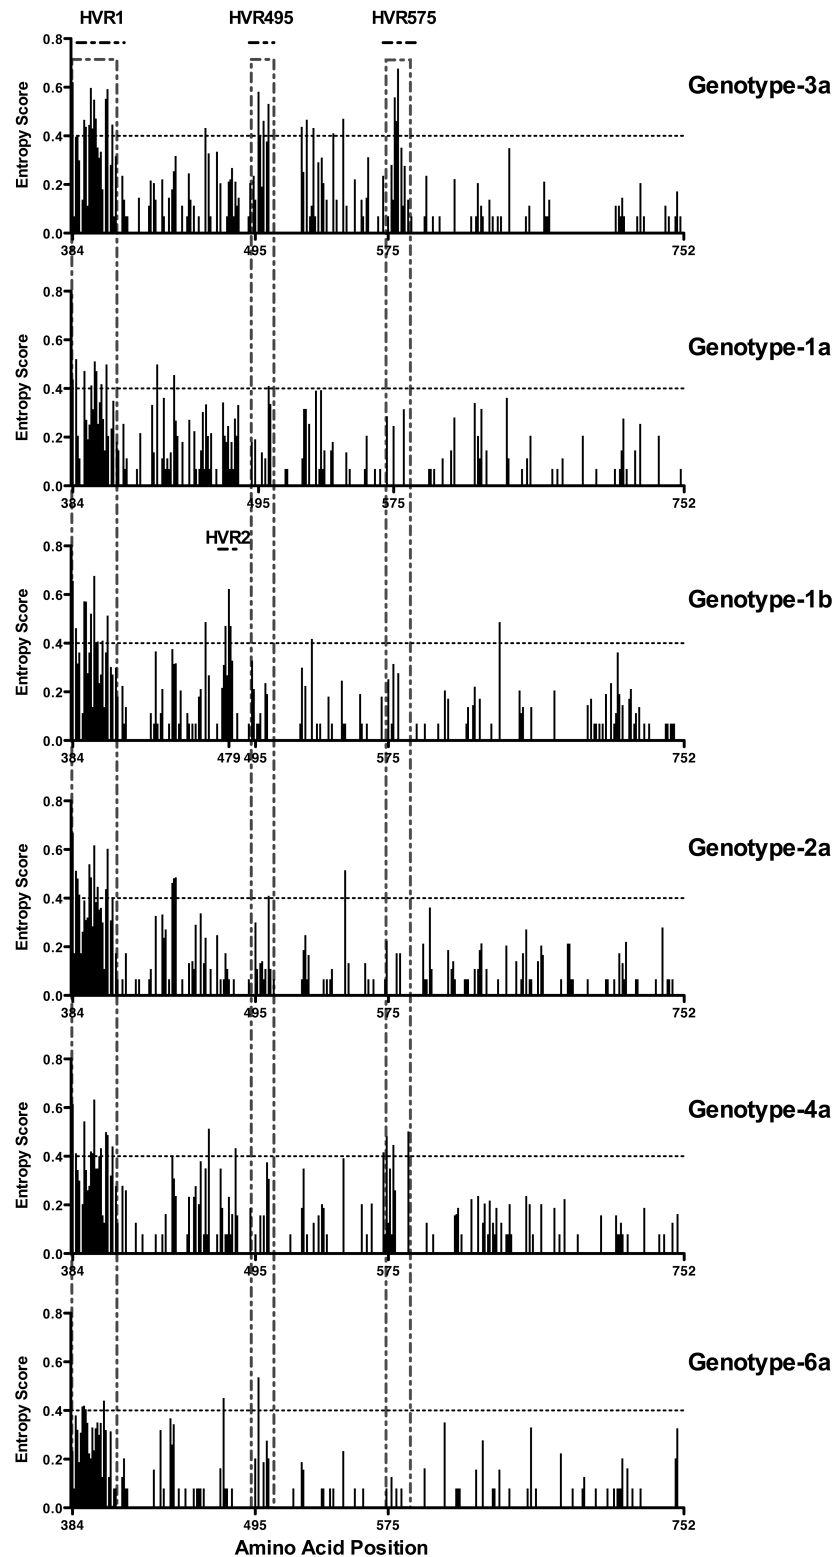 HVR1 HVR495 HVR575
0.8
0.6
0.4
0.2
0.0
Entropy Score
Genotype-3a
384 495 575 752
0.8
0.6
0.4
0.2
0.0
Entropy Score
Genotype-1a
384 495 575 752
HVR2
0.8
0.6
0.4
0.2
0.0
Entropy Score
Genotype-1b
384 479 495 575 752
0.8
0.6
0.4
0.2
0.0
Entropy Score
Genotype-2a
384 495 575 752
0.8
0.6
0.4
0.2
0.0
Entropy Score
Genotype-4a
384 495 575 752
0.8
0.6
0.4
0.2
0.0
Entropy Score
Genotype-6a
384 495 575 752
Amino Acid Position